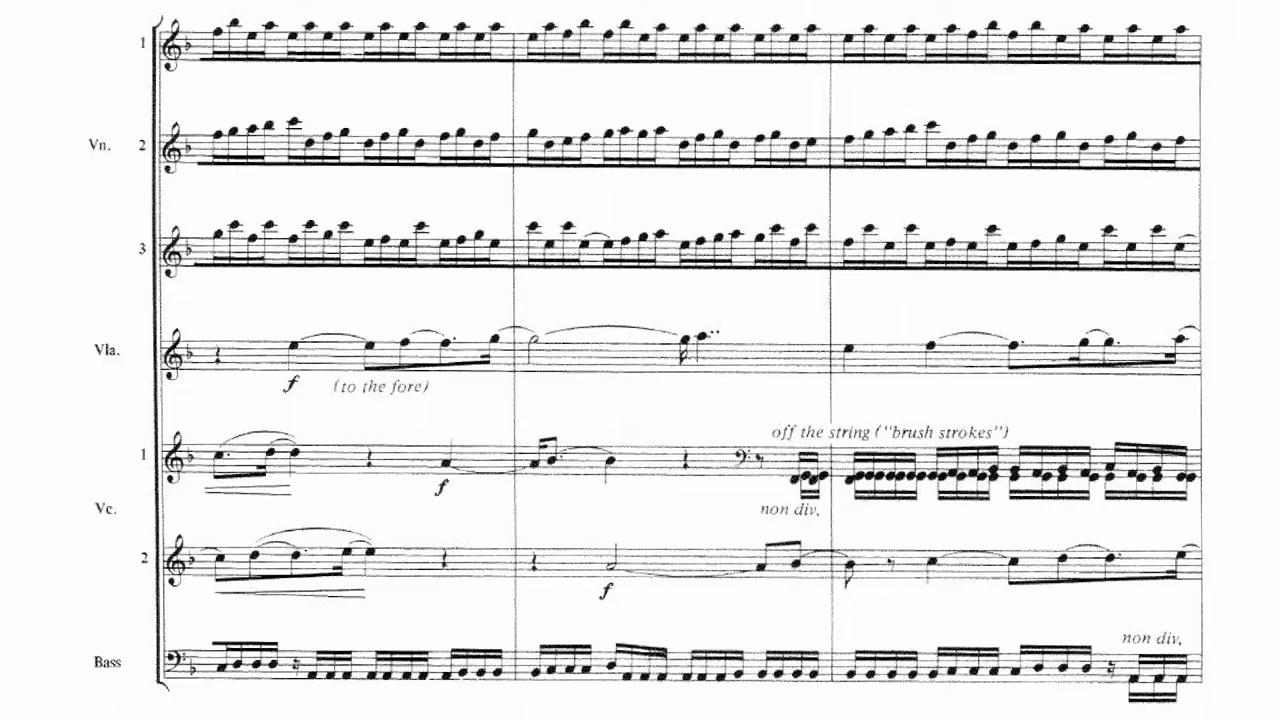 1
Vn. 2
3
Vla.
f (to the fore)
off the string ("brush strokes")
1
f
non div,
Vc.
2
f
non div,
Bass